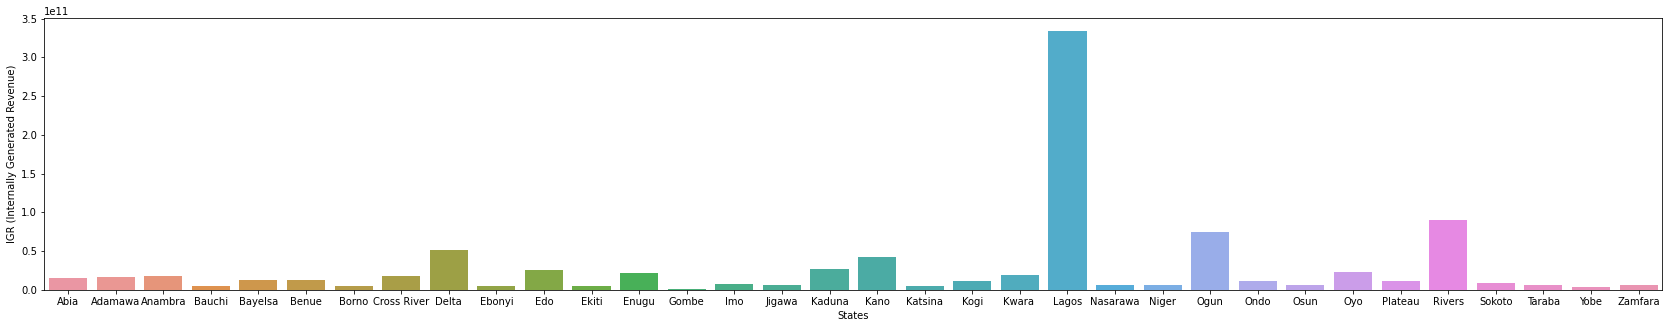 1e11
3.5
3.0
2.5
2.0
1.5
1.0
0.5
0.0
IGR (Internally Generated Revenue)
Abia Adamawa Anambra Bauchi Bayelsa Benue Borno Cross River Delta Ebonyi Edo Ekiti Enugu Gombe Imo Jigawa Kaduna Kano Katsina Kogi Kwara Lagos Nasarawa Niger Ogun Ondo Osun Oyo Plateau Rivers Sokoto Taraba Yobe Zamfara
States